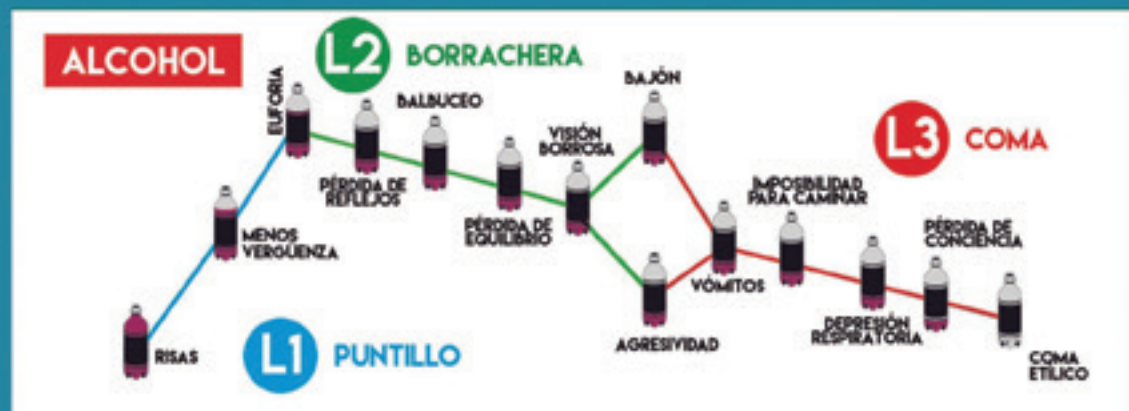 ALCOHOL
L2 BORRACHERA
EUFORIA
BALBUCEO
PÉRDIDA DE
REFLEJOS
MENOS
VERGÜENZA
RISAS
L1 PUNTILLO
PÉRDIDA DE
EQUILIBRIO
VISIÓN
BORROSA
BAJÓN
AGRESIVIDAD
VÓMITOS
L3 COMA
IMPOSIBILIDAD
PARA CAMINAR
DEPRESIÓN
RESPIRATORIA
PÉRDIDA DE
CONCIENCIA
COMA
ETÍLICO